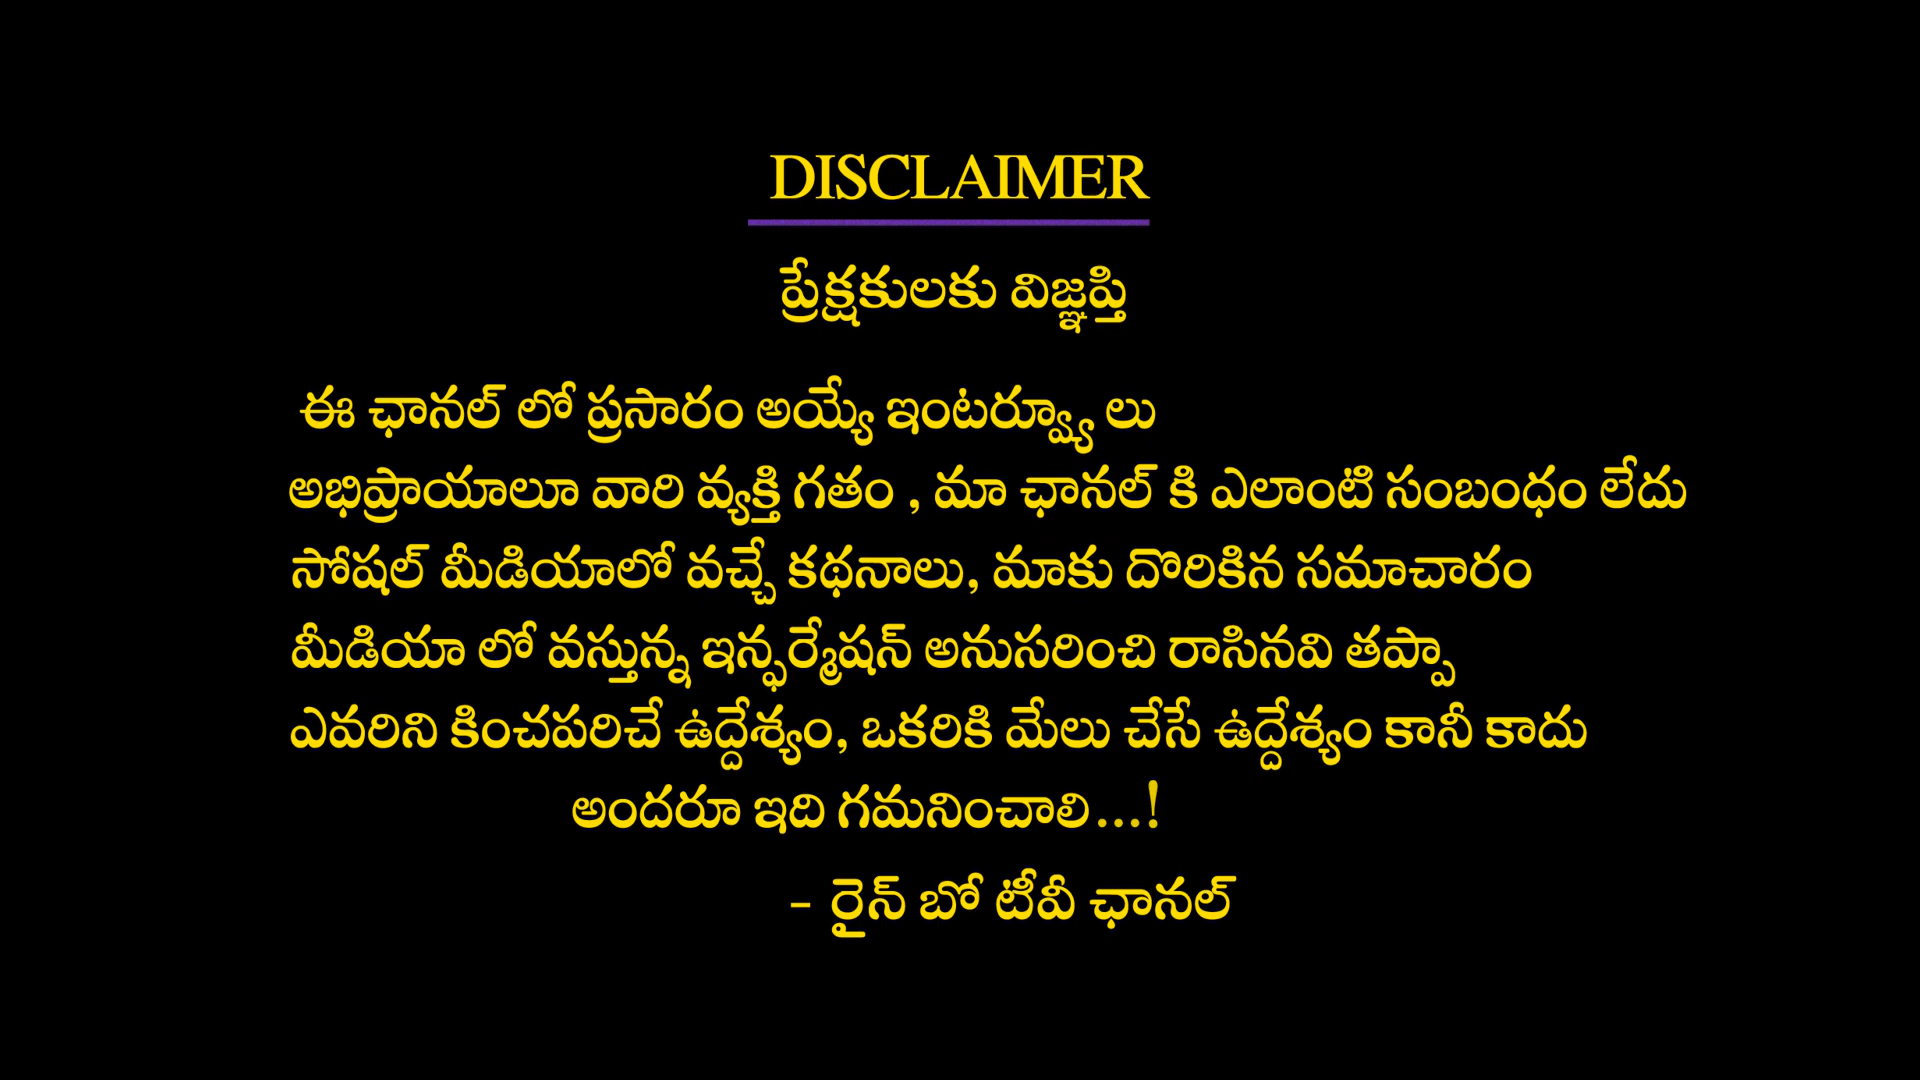 DISCLAIMER
ప్రేక్షకులకు విజ్ఞప్తి
ఈ ఛానల్ లో ప్రసారం అయ్యే ఇంటర్వ్యూ లు
అభిప్రాయాలూ వారి వ్యక్తి గతం , మా ఛానల్ కి ఎలాంటి సంబంధం లేదు
సోషల్ మీడియాలో వచ్చే కథనాలు, మాకు దొరికిన సమాచారం
మీడియా లో వస్తున్న ఇన్ఫర్మేషన్ అనుసరించి రాసినవి తప్పా
ఎవరిని కించపరిచే ఉద్దేశ్యం, ఒకరికి మేలు చేసే ఉద్దేశ్యం కానీ కాదు
అందరూ ఇది గమనించాలి...!
- రైన్ బో టీవీ ఛానల్